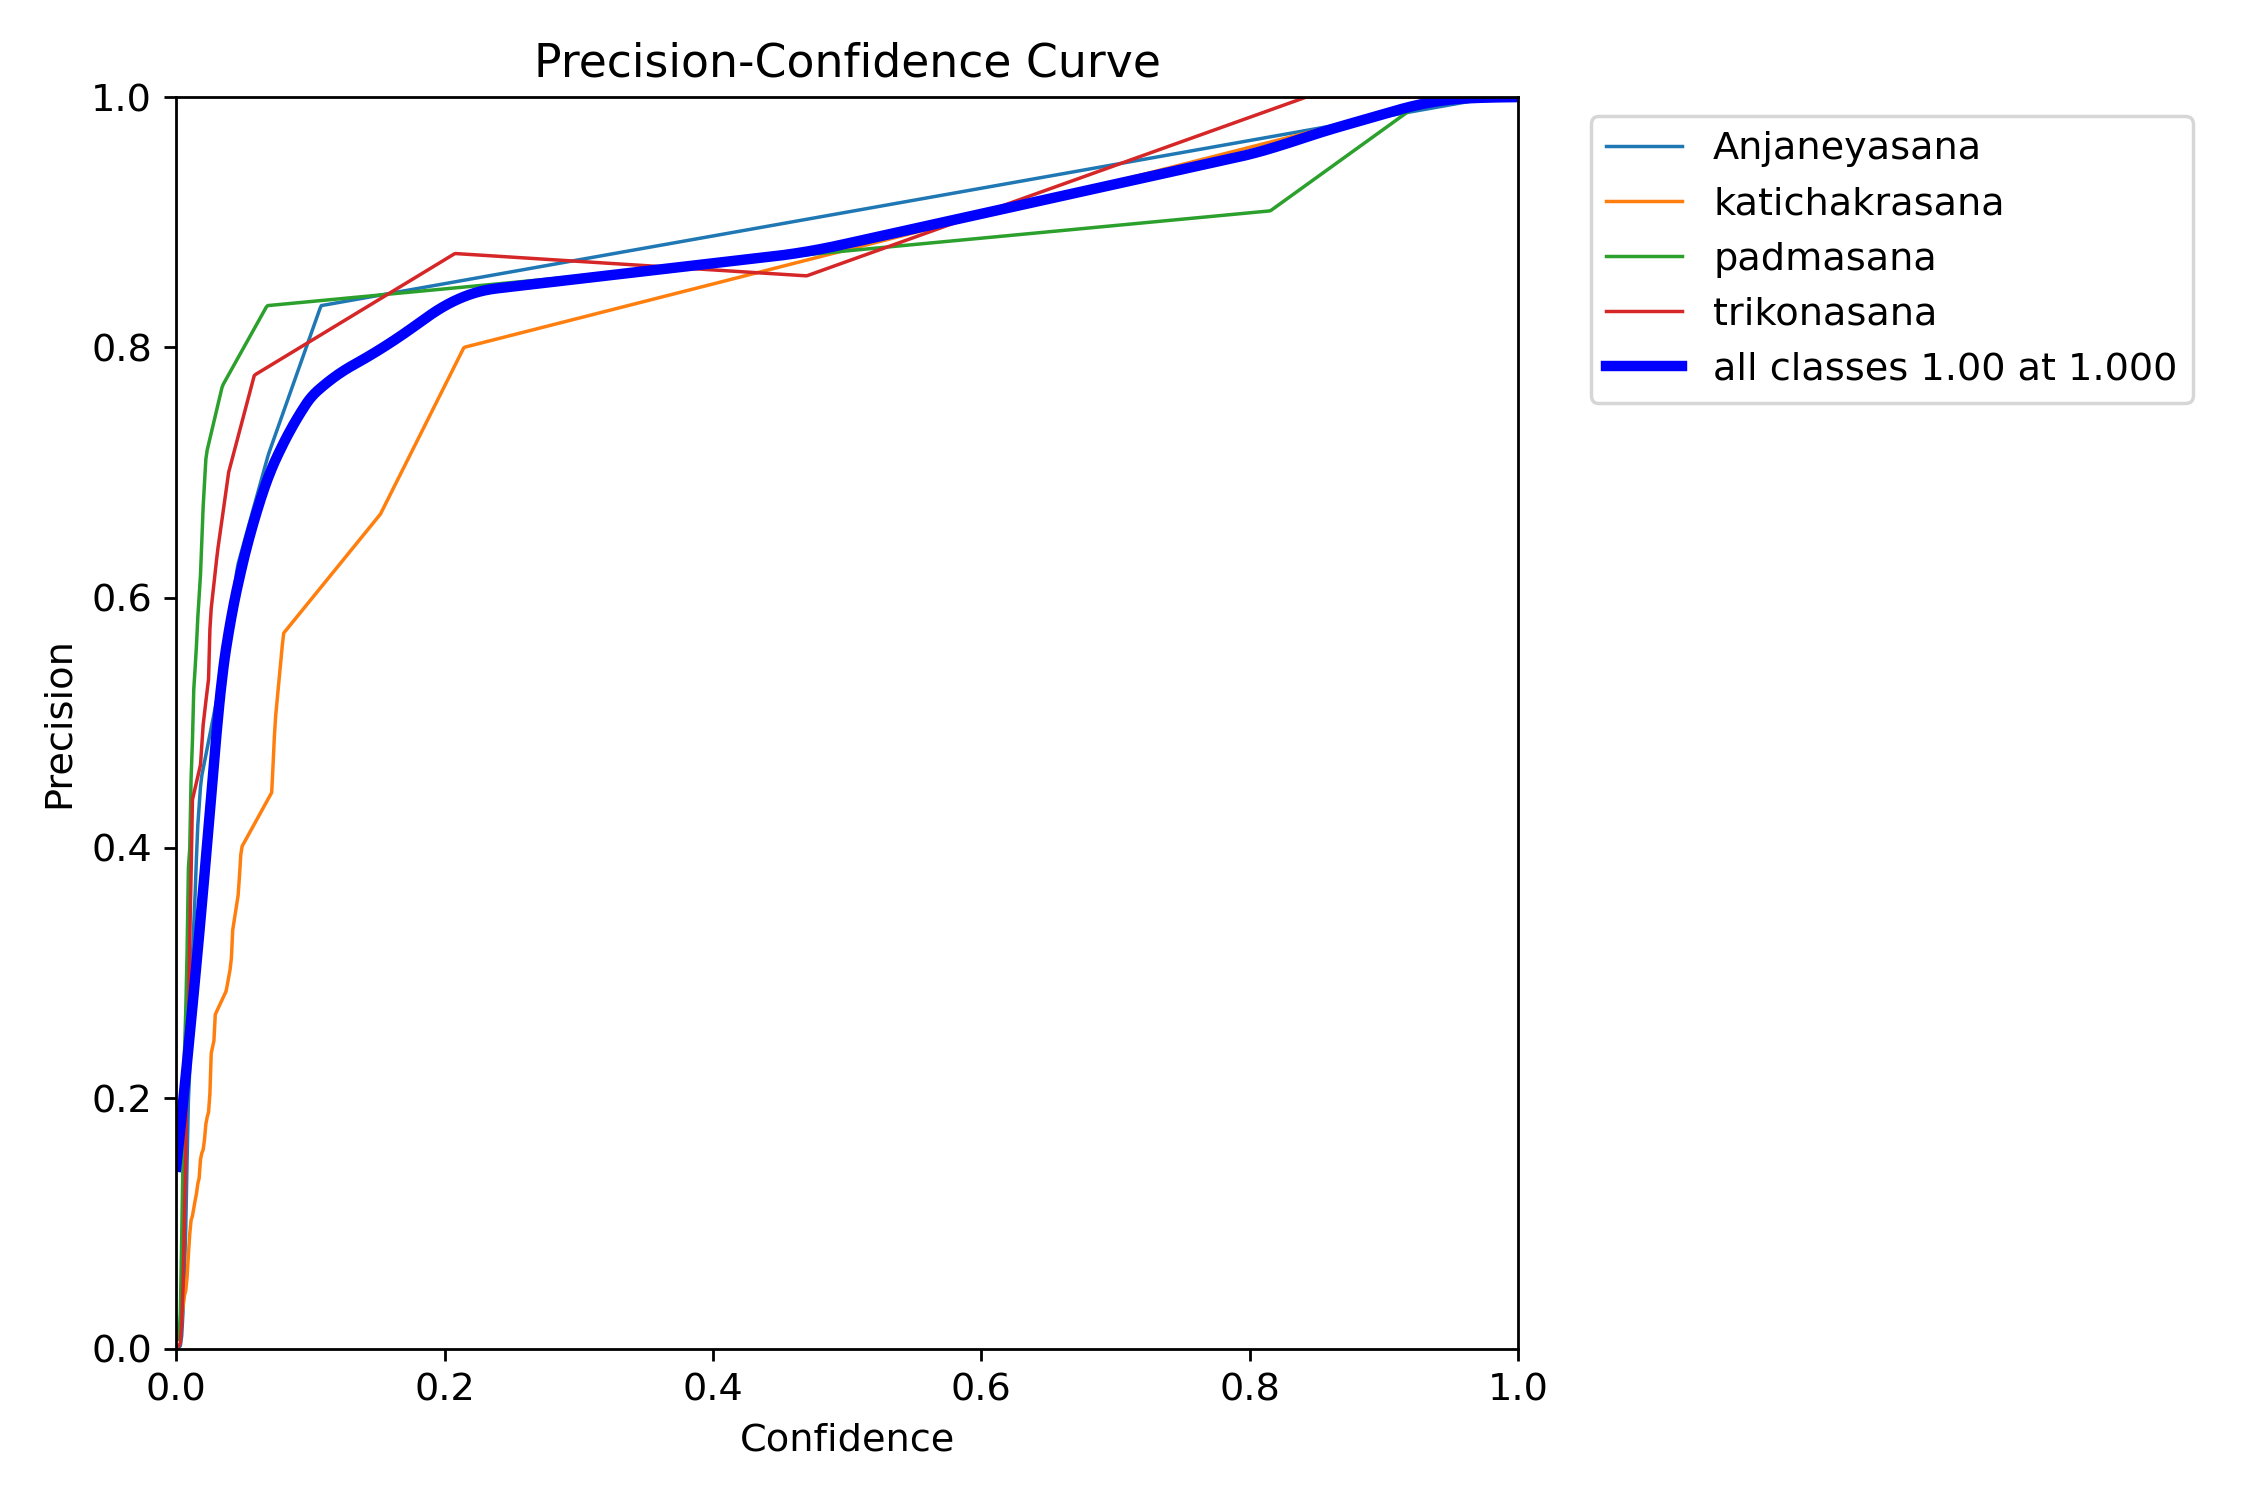 Precision-Confidence Curve
1.0
0.8
0.6
0.4
0.2
0.0
Precision
0.0 0.2 0.4 0.6 0.8 1.0
Confidence
Anjaneyasana
katichakrasana
padmasana
trikonasana
all classes 1.00 at 1.000